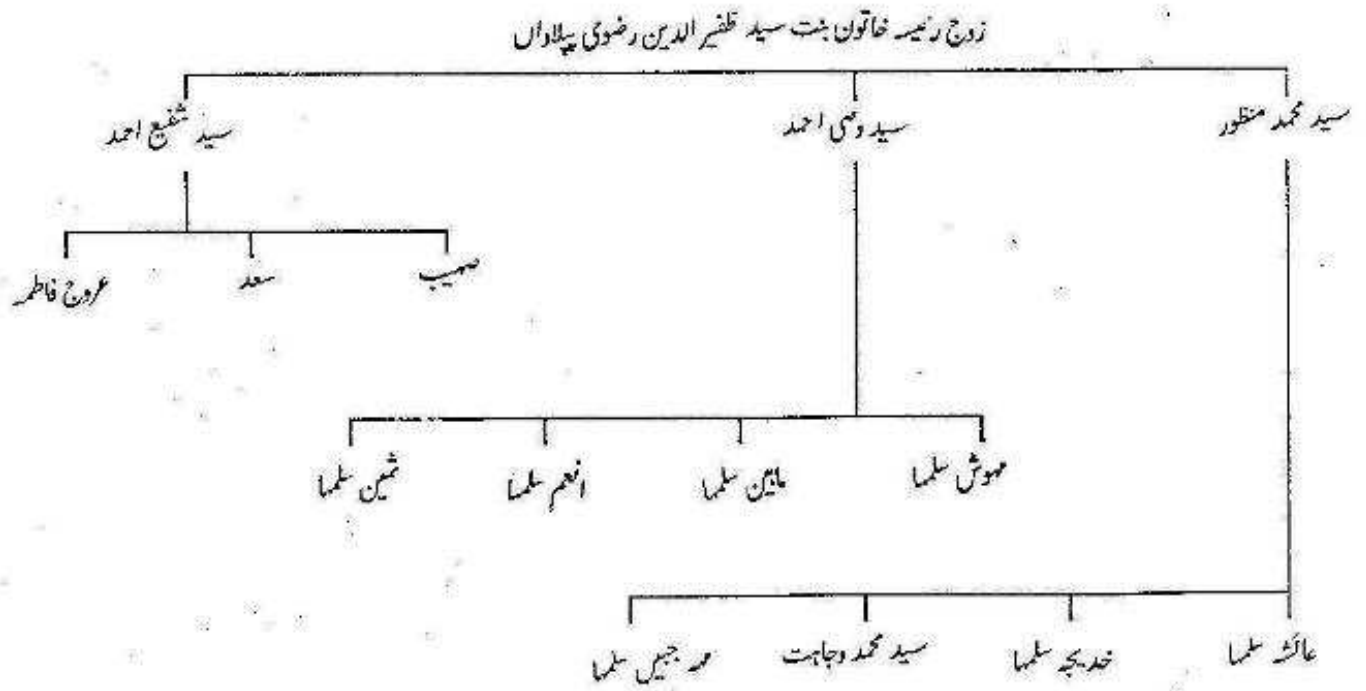 زوج رئیسہ خاتون بنت سید ظفیر الدین رضوی پیلاواں
سید محمد منظور سید وصی احمد سید شفیع احمد
صہیب سعد عروج فاطمہ
مہوش سلمہا ماہین سلمہا انعم سلمہا ثمین سلمہا
عائشہ سلمہا خدیجہ سلمہا سید محمد وجاہت مہ جبیں سلمہا